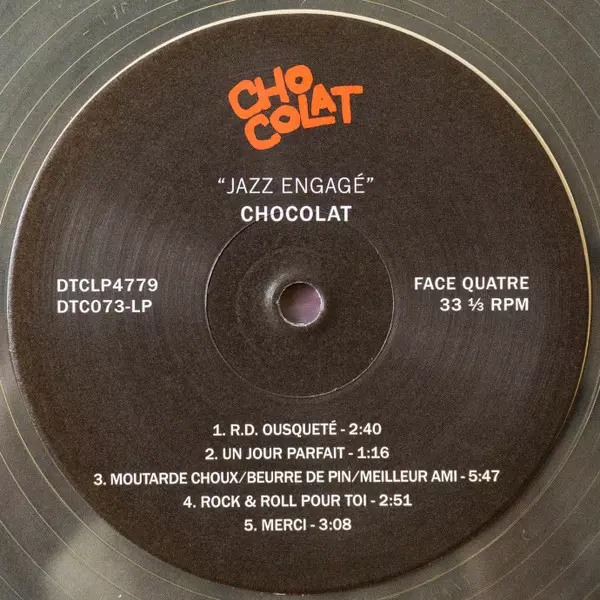 CHO
COLAT
“JAZZ ENGAGÉ”
CHOCOLAT
DTCLP4779
DTC073-LP
FACE QUATRE
33 ⅓ RPM
1. R.D. OUSQUETÉ - 2:40
2. UN JOUR PARFAIT - 1:16
3. MOUTARDE CHOUX/BEURRE DE PIN/MEILLEUR AMI - 5:47
4. ROCK & ROLL POUR TOI - 2:51
5. MERCI - 3:08